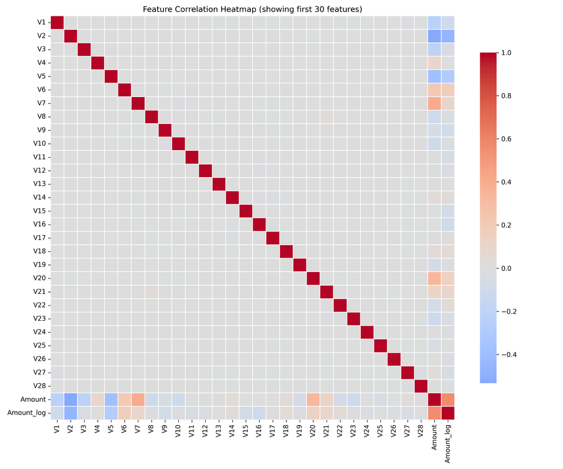 Feature Correlation Heatmap (showing first 30 features)
V1
V2
V3
V4
V5
V6
V7
V8
V9
V10
V11
V12
V13
V14
V15
V16
V17
V18
V19
V20
V21
V22
V23
V24
V25
V26
V27
V28
Amount
Amount_log
V1
V2
V3
V4
V5
V6
V7
V8
V9
V10
V11
V12
V13
V14
V15
V16
V17
V18
V19
V20
V21
V22
V23
V24
V25
V26
V27
V28
Amount
Amount_log
1.0
0.8
0.6
0.4
0.2
0.0
−0.2
−0.4